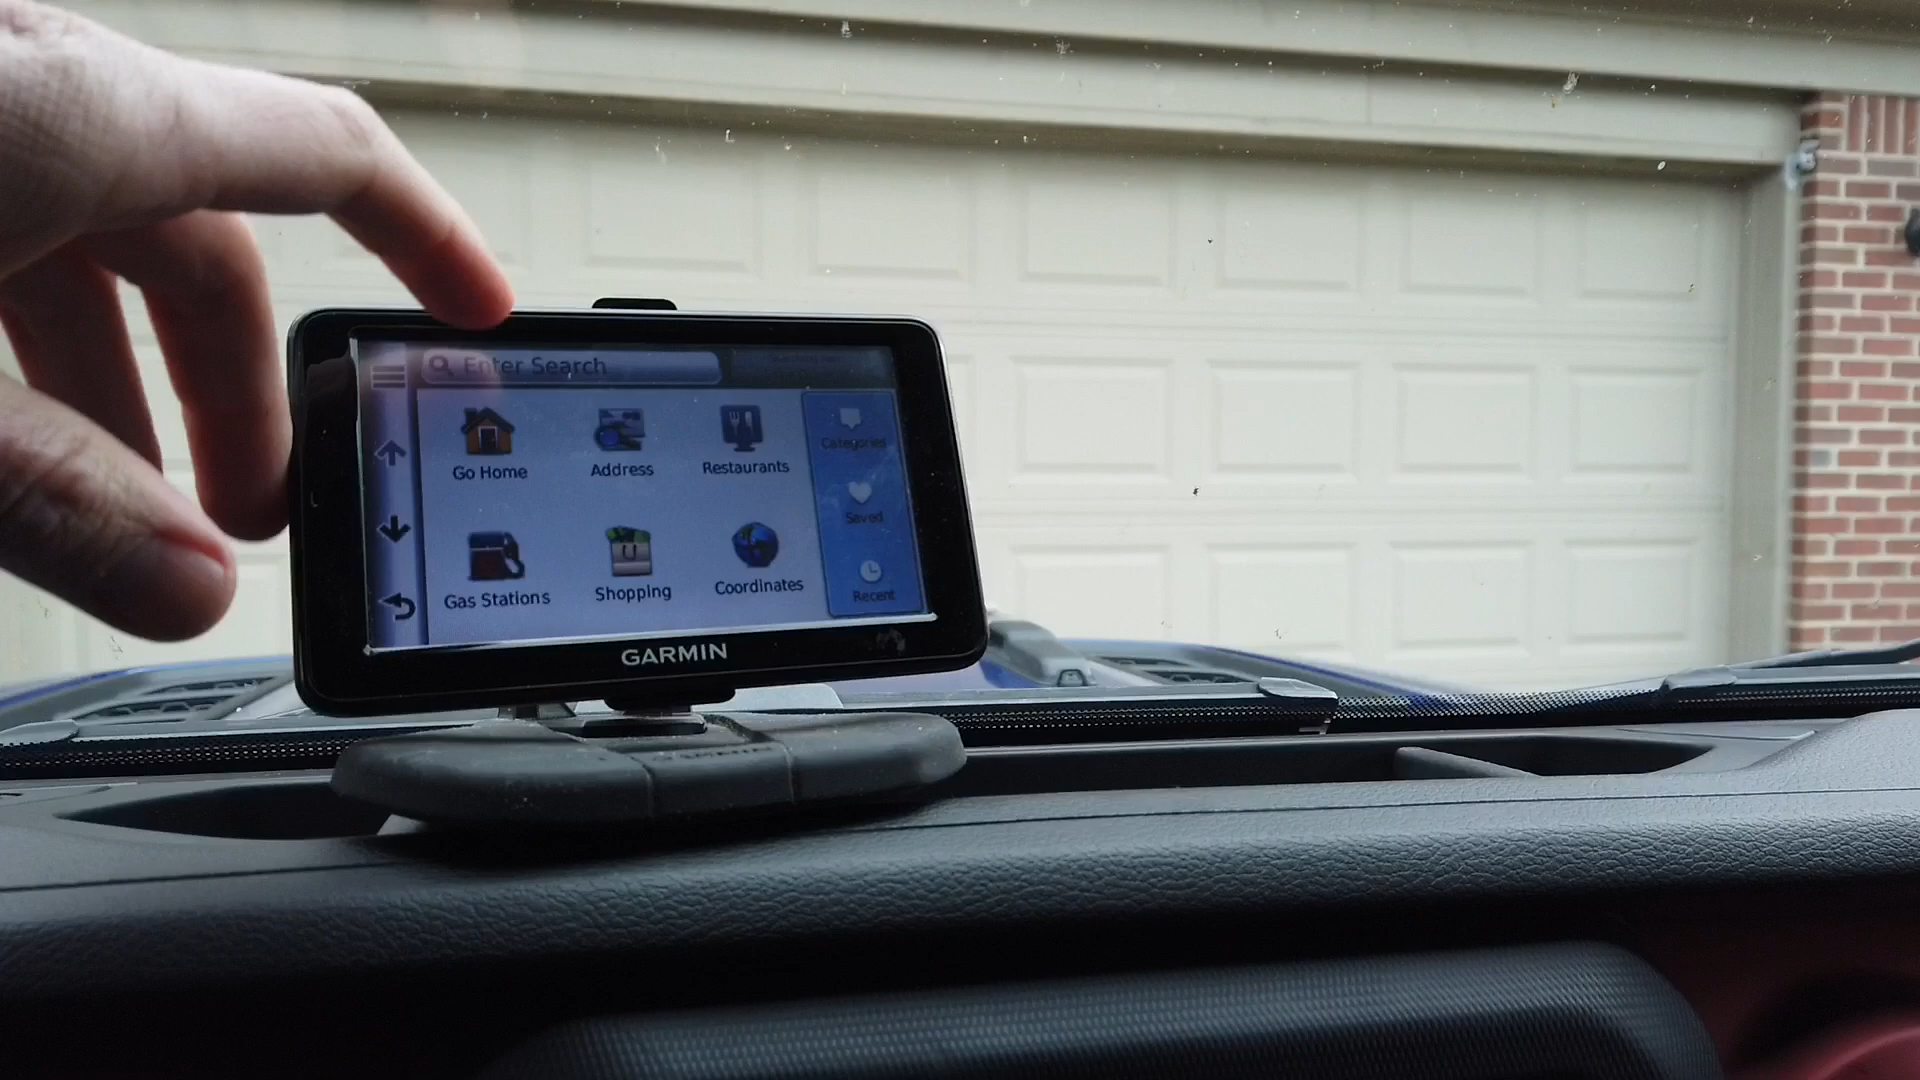 Enter Search
Go Home
Address
Restaurants
Categories
Saved
Gas Stations
Shopping
Coordinates
Recent
GARMIN